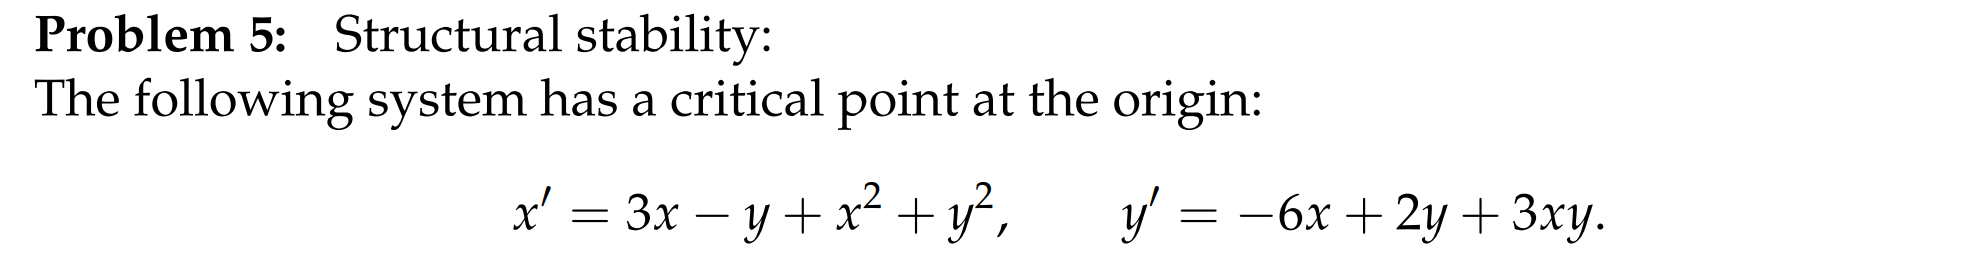 Problem 5: Structural stability:
The following system has a critical point at the origin:
x′ = 3x − y + x² + y², y′ = −6x + 2y + 3xy.